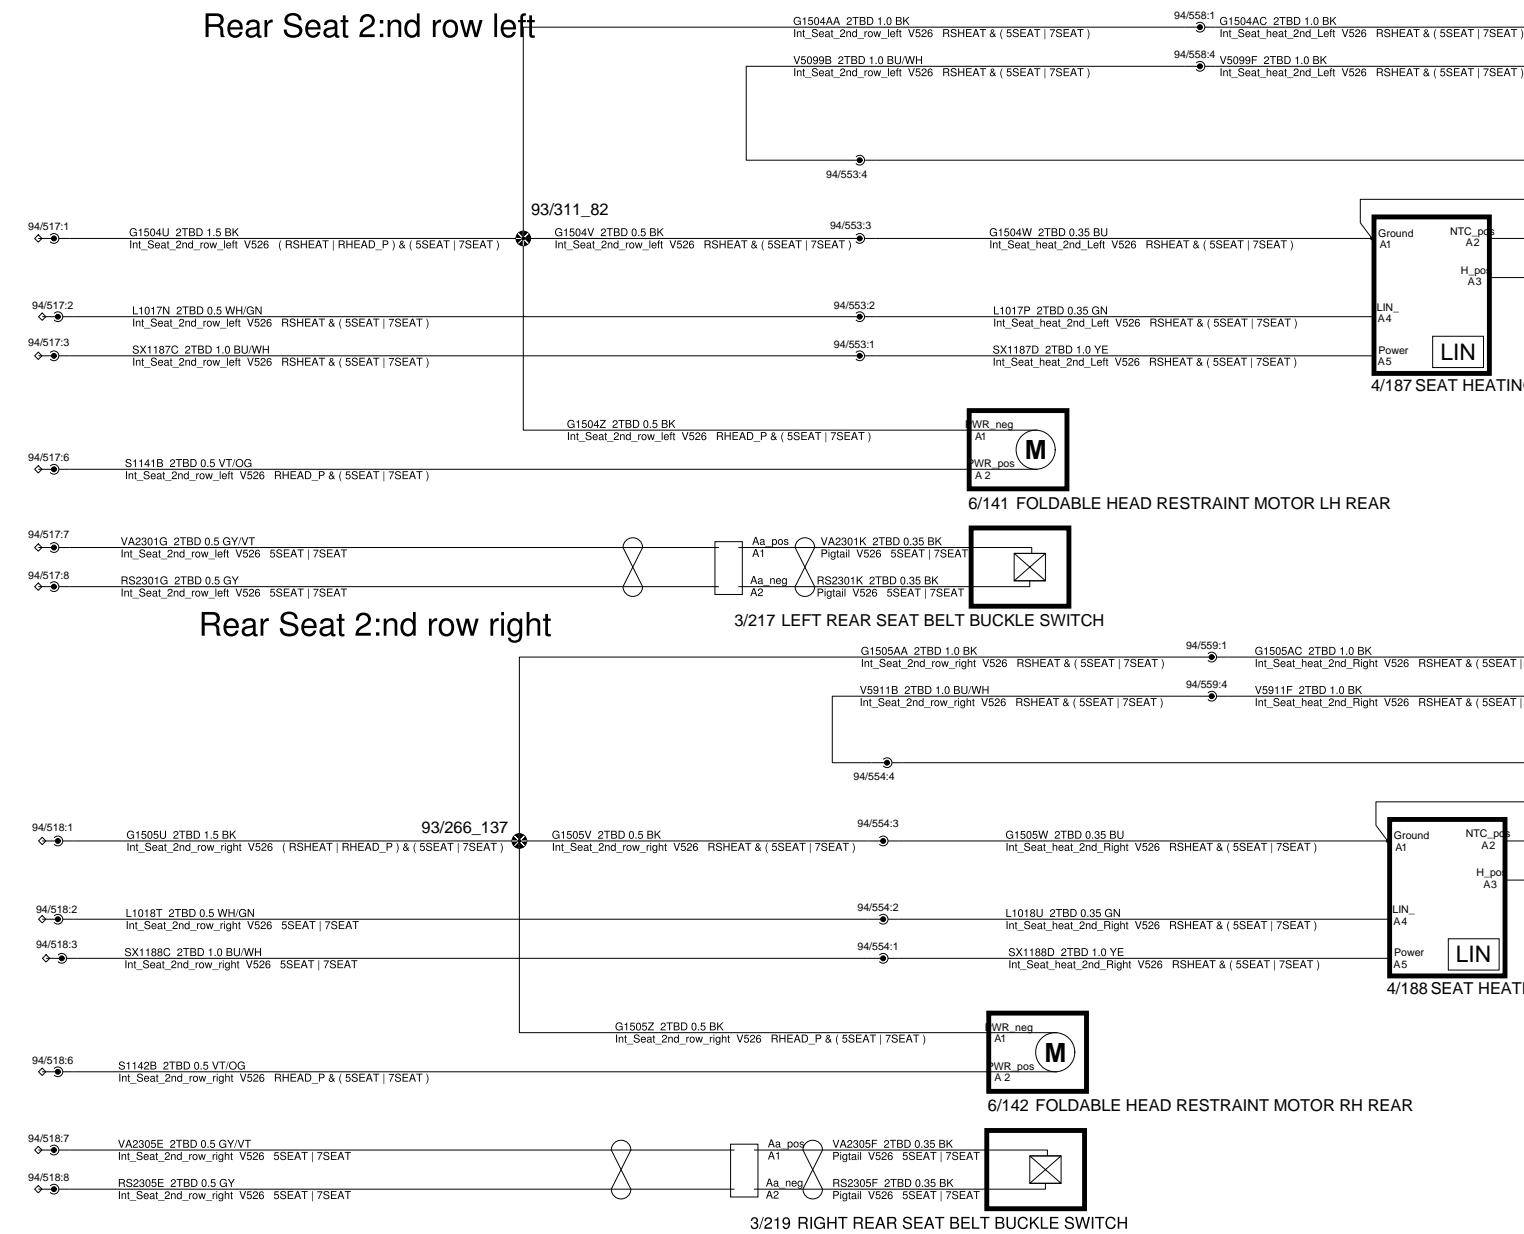 Rear Seat 2:nd row left
G1504AA 2TBD 1.0 BK
Int_Seat_2nd_row_left V526 RSHEAT & ( 5SEAT | 7SEAT )
94/558:1
G1504AC 2TBD 1.0 BK
Int_Seat_heat_2nd_Left V526 RSHEAT & ( 5SEAT | 7SEAT )
V5099B 2TBD 1.0 BU/WH
Int_Seat_2nd_row_left V526 RSHEAT & ( 5SEAT | 7SEAT )
94/558:4
V5099F 2TBD 1.0 BK
Int_Seat_heat_2nd_Left V526 RSHEAT & ( 5SEAT | 7SEAT )
94/553:4
93/311_82
94/517:1
G1504U 2TBD 1.5 BK
Int_Seat_2nd_row_left V526 ( RSHEAT | RHEAD_P ) & ( 5SEAT | 7SEAT )
G1504V 2TBD 0.5 BK
Int_Seat_2nd_row_left V526 RSHEAT & ( 5SEAT | 7SEAT )
94/553:3
G1504W 2TBD 0.35 BU
Int_Seat_heat_2nd_Left V526 RSHEAT & ( 5SEAT | 7SEAT )
Ground
A1
NTC_pos
A2
H_pos
A3
94/517:2
L1017N 2TBD 0.5 WH/GN
Int_Seat_2nd_row_left V526 RSHEAT & ( 5SEAT | 7SEAT )
94/553:2
L1017P 2TBD 0.35 GN
Int_Seat_heat_2nd_Left V526 RSHEAT & ( 5SEAT | 7SEAT )
LIN_
A4
94/517:3
SX1187C 2TBD 1.0 BU/WH
Int_Seat_2nd_row_left V526 RSHEAT & ( 5SEAT | 7SEAT )
94/553:1
SX1187D 2TBD 1.0 YE
Int_Seat_heat_2nd_Left V526 RSHEAT & ( 5SEAT | 7SEAT )
Power
A5
LIN
4/187 SEAT HEATING
G1504Z 2TBD 0.5 BK
Int_Seat_2nd_row_left V526 RHEAD_P & ( 5SEAT | 7SEAT )
PWR_neg
A1
M
94/517:6
S1141B 2TBD 0.5 VT/OG
Int_Seat_2nd_row_left V526 RHEAD_P & ( 5SEAT | 7SEAT )
PWR_pos
A 2
6/141 FOLDABLE HEAD RESTRAINT MOTOR LH REAR
94/517:7
VA2301G 2TBD 0.5 GY/VT
Int_Seat_2nd_row_left V526 5SEAT | 7SEAT
Aa_pos
A1
VA2301K 2TBD 0.35 BK
Pigtail V526 5SEAT | 7SEAT
94/517:8
RS2301G 2TBD 0.5 GY
Int_Seat_2nd_row_left V526 5SEAT | 7SEAT
Aa_neg
A2
RS2301K 2TBD 0.35 BK
Pigtail V526 5SEAT | 7SEAT
3/217 LEFT REAR SEAT BELT BUCKLE SWITCH
Rear Seat 2:nd row right
G1505AA 2TBD 1.0 BK
Int_Seat_2nd_row_right V526 RSHEAT & ( 5SEAT | 7SEAT )
94/559:1
G1505AC 2TBD 1.0 BK
Int_Seat_heat_2nd_Right V526 RSHEAT & ( 5SEAT |
V5911B 2TBD 1.0 BU/WH
Int_Seat_2nd_row_right V526 RSHEAT & ( 5SEAT | 7SEAT )
94/559:4
V5911F 2TBD 1.0 BK
Int_Seat_heat_2nd_Right V526 RSHEAT & ( 5SEAT |
94/554:4
93/266_137
94/518:1
G1505U 2TBD 1.5 BK
Int_Seat_2nd_row_right V526 ( RSHEAT | RHEAD_P ) & ( 5SEAT | 7SEAT )
G1505V 2TBD 0.5 BK
Int_Seat_2nd_row_right V526 RSHEAT & ( 5SEAT | 7SEAT )
94/554:3
G1505W 2TBD 0.35 BU
Int_Seat_heat_2nd_Right V526 RSHEAT & ( 5SEAT | 7SEAT )
Ground
A1
NTC_pos
A2
H_pos
A3
94/518:2
L1018T 2TBD 0.5 WH/GN
Int_Seat_2nd_row_right V526 5SEAT | 7SEAT
94/554:2
L1018U 2TBD 0.35 GN
Int_Seat_heat_2nd_Right V526 RSHEAT & ( 5SEAT | 7SEAT )
LIN_
A4
94/518:3
SX1188C 2TBD 1.0 BU/WH
Int_Seat_2nd_row_right V526 5SEAT | 7SEAT
94/554:1
SX1188D 2TBD 1.0 YE
Int_Seat_heat_2nd_Right V526 RSHEAT & ( 5SEAT | 7SEAT )
Power
A5
LIN
4/188 SEAT HEATI
G1505Z 2TBD 0.5 BK
Int_Seat_2nd_row_right V526 RHEAD_P & ( 5SEAT | 7SEAT )
PWR_neg
A1
M
94/518:6
S1142B 2TBD 0.5 VT/OG
Int_Seat_2nd_row_right V526 RHEAD_P & ( 5SEAT | 7SEAT )
PWR_pos
A 2
6/142 FOLDABLE HEAD RESTRAINT MOTOR RH REAR
94/518:7
VA2305E 2TBD 0.5 GY/VT
Int_Seat_2nd_row_right V526 5SEAT | 7SEAT
Aa_pos
A1
VA2305F 2TBD 0.35 BK
Pigtail V526 5SEAT | 7SEAT
94/518:8
RS2305E 2TBD 0.5 GY
Int_Seat_2nd_row_right V526 5SEAT | 7SEAT
Aa_neg
A2
RS2305F 2TBD 0.35 BK
Pigtail V526 5SEAT | 7SEAT
3/219 RIGHT REAR SEAT BELT BUCKLE SWITCH